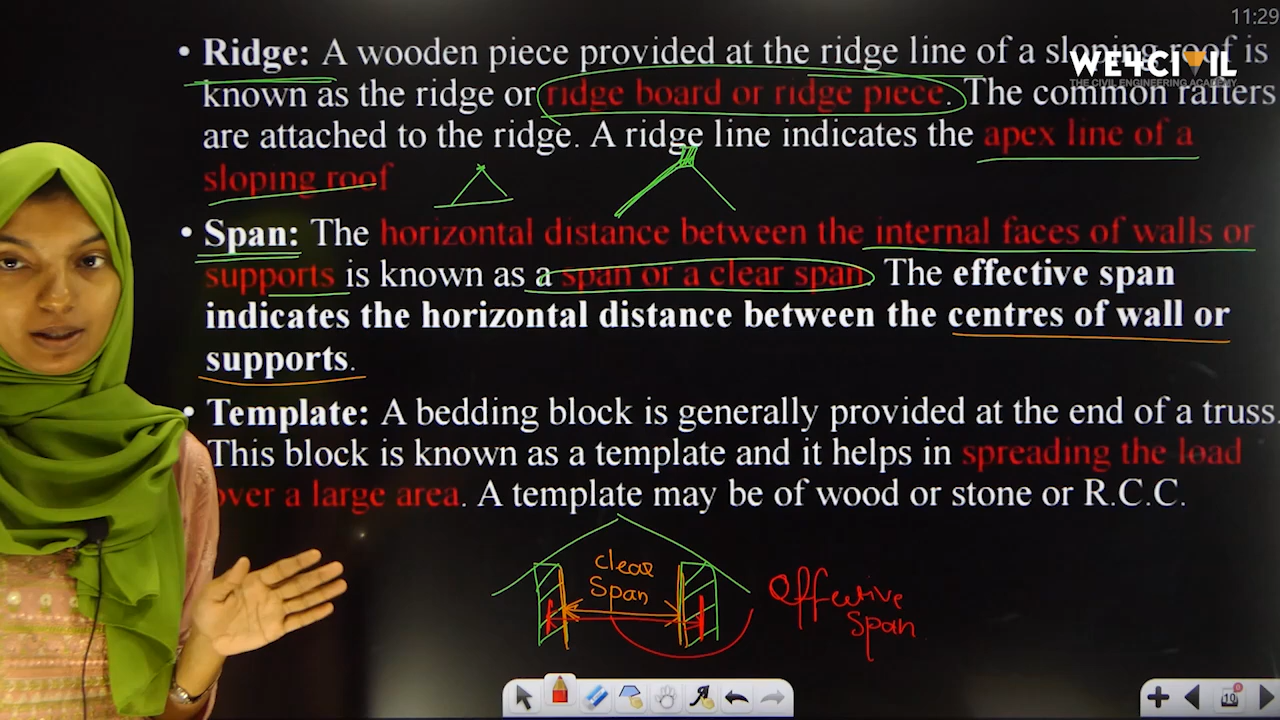 11:29
• Ridge: A wooden piece provided at the ridge line of a sloping roof is
WE4CIVIL
THE CIVIL ENGINEERING ACADEMY
known as the ridge or ridge board or ridge piece. The common rafters
are attached to the ridge. A ridge line indicates the apex line of a
sloping roof
• Span: The horizontal distance between the internal faces of walls or
supports is known as a span or a clear span. The effective span
indicates the horizontal distance between the centres of wall or
supports.
• Template: A bedding block is generally provided at the end of a truss.
This block is known as a template and it helps in spreading the load
over a large area. A template may be of wood or stone or R.C.C.
clear
Span
effective
Span
10